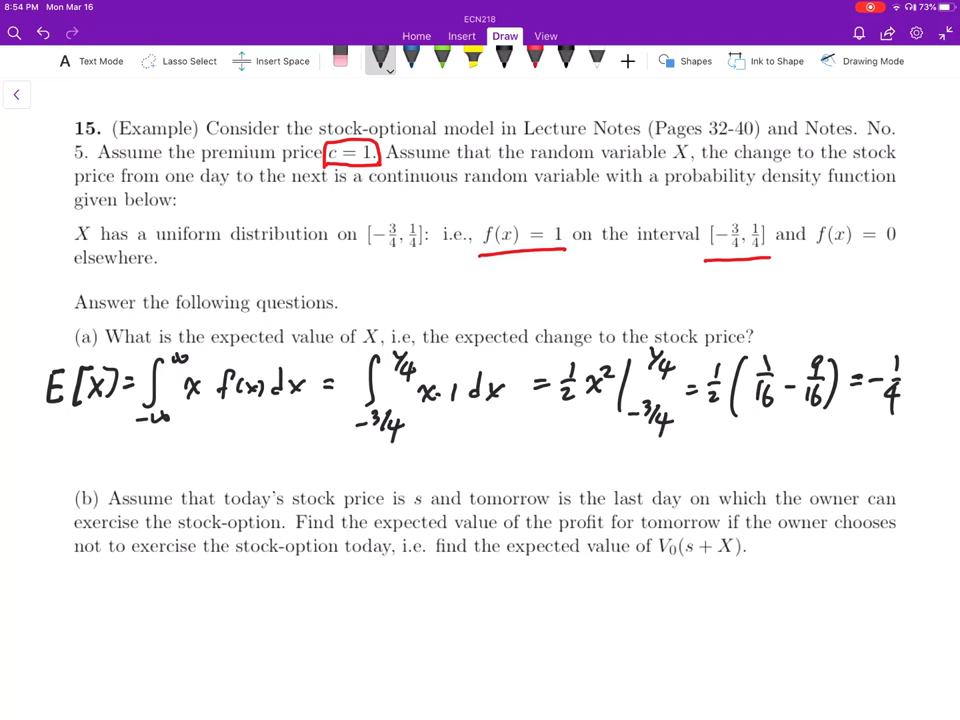 8:54 PM Mon Mar 16
73%
ECN218
Home Insert Draw View
A Text Mode Lasso Select Insert Space Shapes Ink to Shape Drawing Mode
15. (Example) Consider the stock-optional model in Lecture Notes (Pages 32-40) and Notes. No.
5. Assume the premium price c = 1. Assume that the random variable X, the change to the stock
price from one day to the next is a continuous random variable with a probability density function
given below:
X has a uniform distribution on [−3/4, 1/4]: i.e., f(x) = 1 on the interval [−3/4, 1/4] and f(x) = 0
elsewhere.
Answer the following questions.
(a) What is the expected value of X, i.e, the expected change to the stock price?
E[X] = ∫_{-∞}^{∞} x f(x) dx = ∫_{-3/4}^{1/4} x·1 dx = 1/2 x² |_{-3/4}^{1/4} = 1/2 (1/16 − 9/16) = −1/4
(b) Assume that today's stock price is s and tomorrow is the last day on which the owner can
exercise the stock-option. Find the expected value of the profit for tomorrow if the owner chooses
not to exercise the stock-option today, i.e. find the expected value of V₀(s + X).